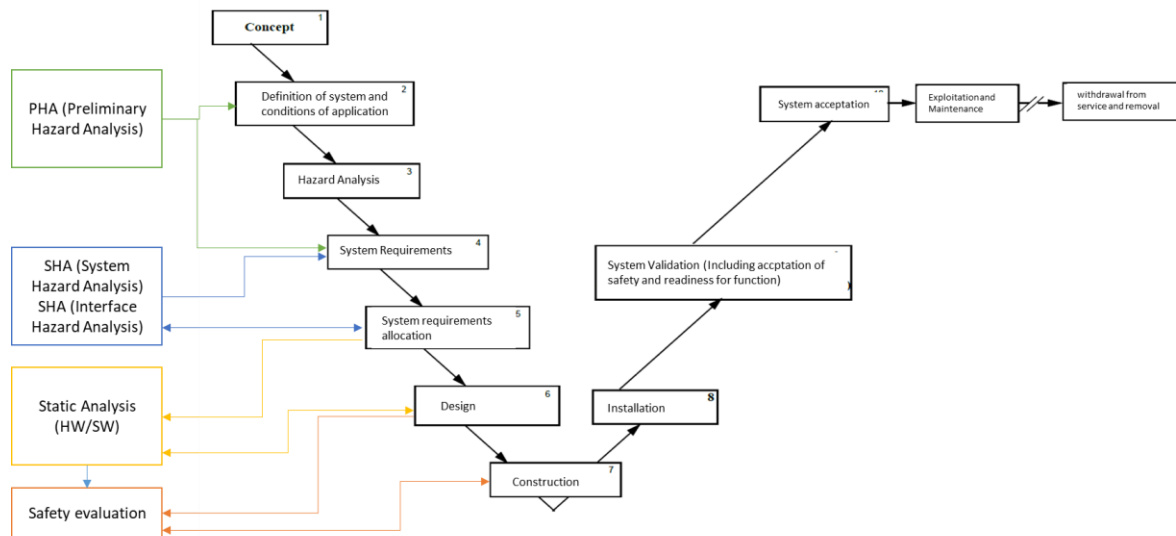 Concept
1
Definition of system and
conditions of application
2
PHA (Preliminary
Hazard Analysis)
Hazard Analysis
3
System Requirements
4
SHA (System
Hazard Analysis)
SHA (Interface
Hazard Analysis)
System requirements
allocation
5
Static Analysis
(HW/SW)
Design
6
Construction
7
Safety evaluation
Installation
8
System Validation (Including accptation of
safety and readiness for function)
System acceptation
Exploitation and
Maintenance
withdrawal from
service and removal